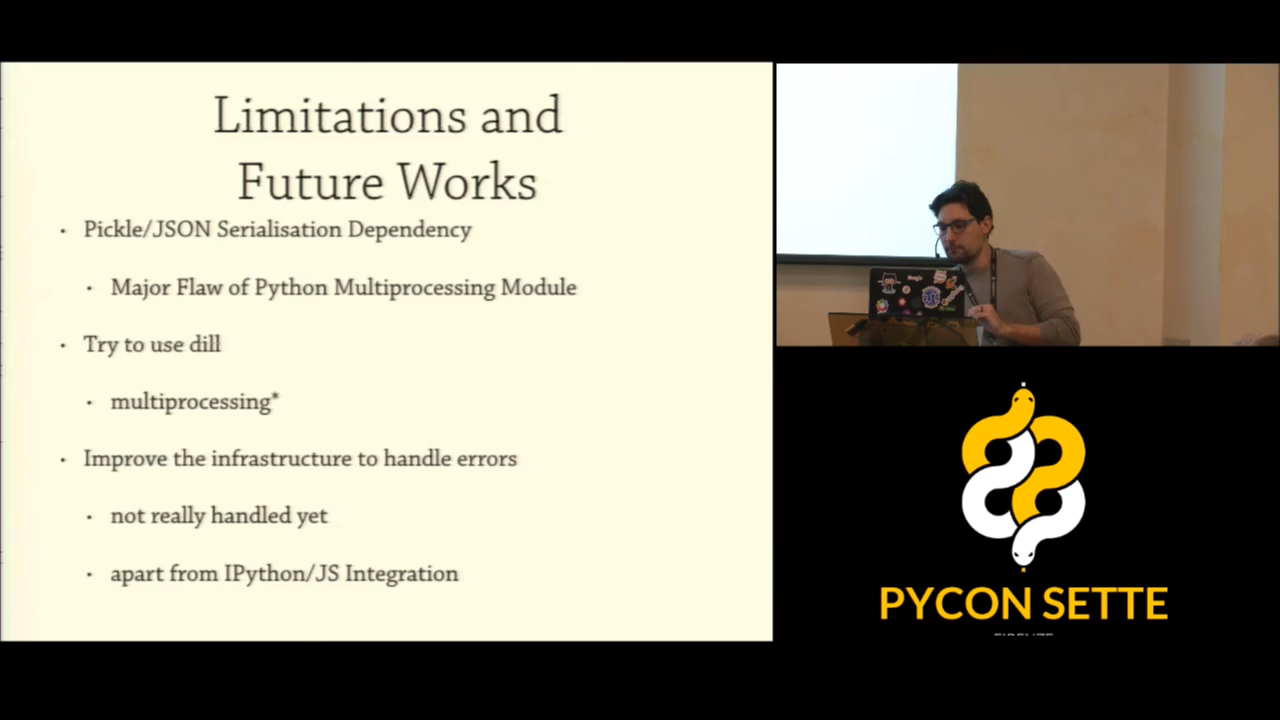 Limitations and
Future Works
• Pickle/JSON Serialisation Dependency
• Major Flaw of Python Multiprocessing Module
• Try to use dill
• multiprocessing*
• Improve the infrastructure to handle errors
• not really handled yet
• apart from IPython/JS Integration
PYCON SETTE